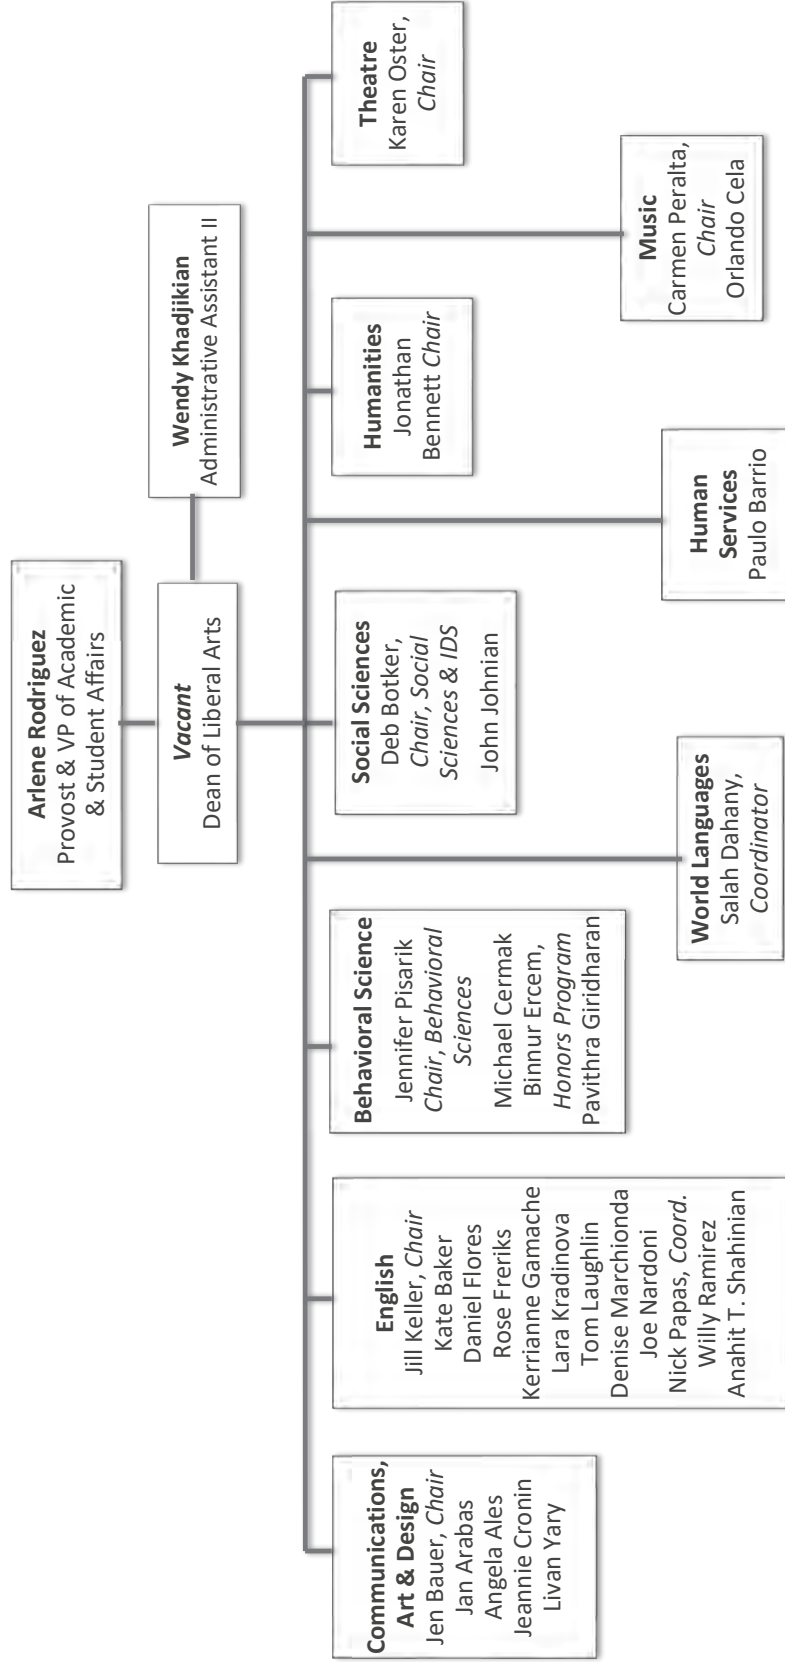 Arlene Rodriguez
Provost & VP of Academic
& Student Affairs
Vacant
Dean of Liberal Arts
Wendy Khadjikian
Administrative Assistant II
Communications,
Art & Design
Jen Bauer, Chair
Jan Arabas
Angela Ales
Jeannie Cronin
Livan Yary
English
Jill Keller, Chair
Kate Baker
Daniel Flores
Rose Freriks
Kerrianne Gamache
Lara Kradinova
Tom Laughlin
Denise Marchionda
Joe Nardoni
Nick Papas, Coord.
Willy Ramirez
Anahit T. Shahinian
Behavioral Science
Jennifer Pisarik
Chair, Behavioral
Sciences
Michael Cermak
Binnur Ercem,
Honors Program
Pavithra Giridharan
World Languages
Salah Dahany,
Coordinator
Social Sciences
Deb Botker,
Chair, Social
Sciences & IDS
John Johnian
Human
Services
Paulo Barrio
Humanities
Jonathan
Bennett Chair
Music
Carmen Peralta,
Chair
Orlando Cela
Theatre
Karen Oster,
Chair